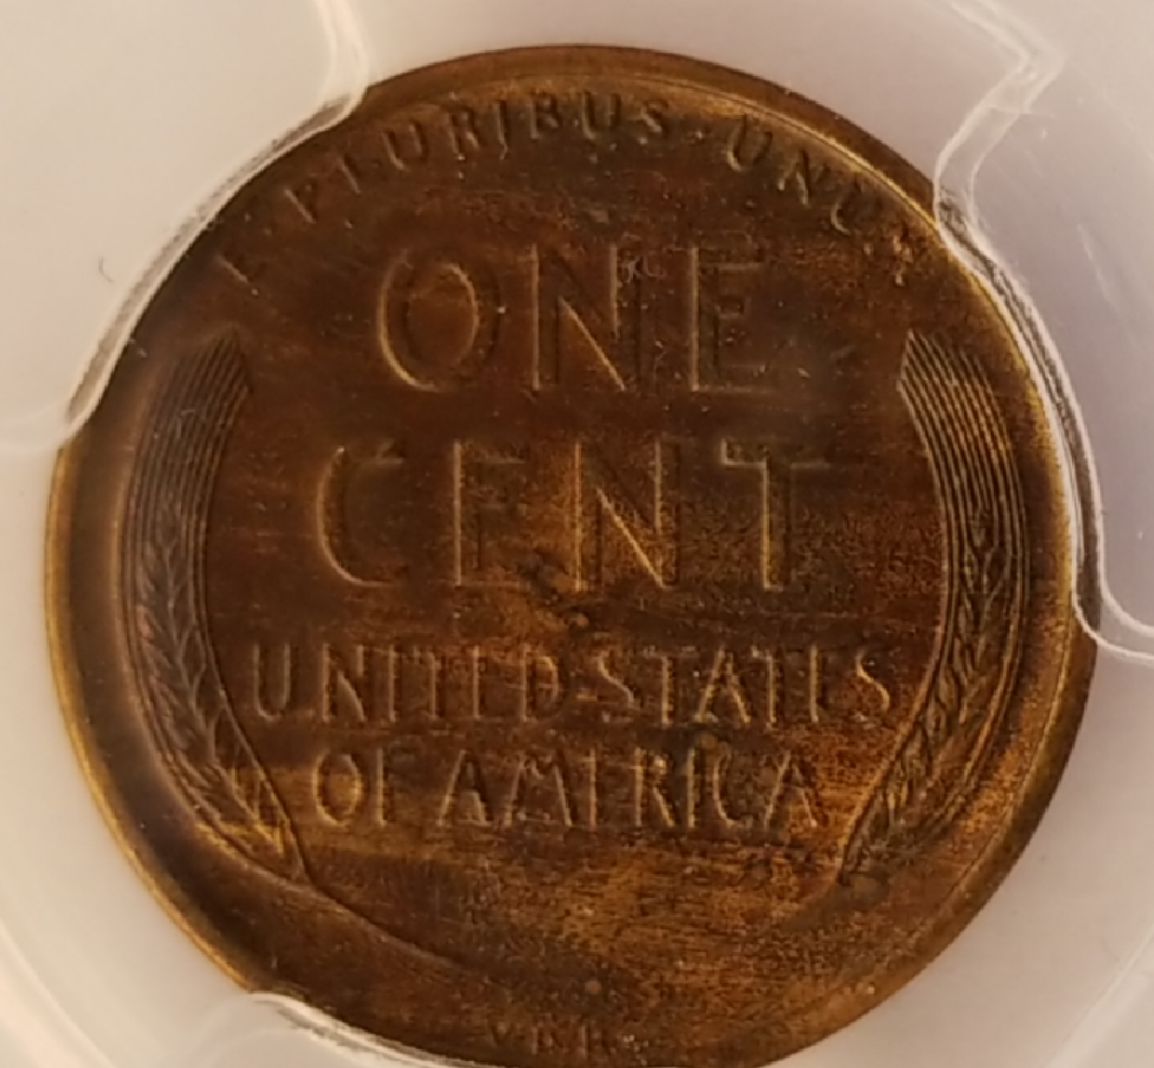 E·PLURIBUS·UNUM
ONE
CENT
UNITED·STATES
OF AMERICA
V.D.B.